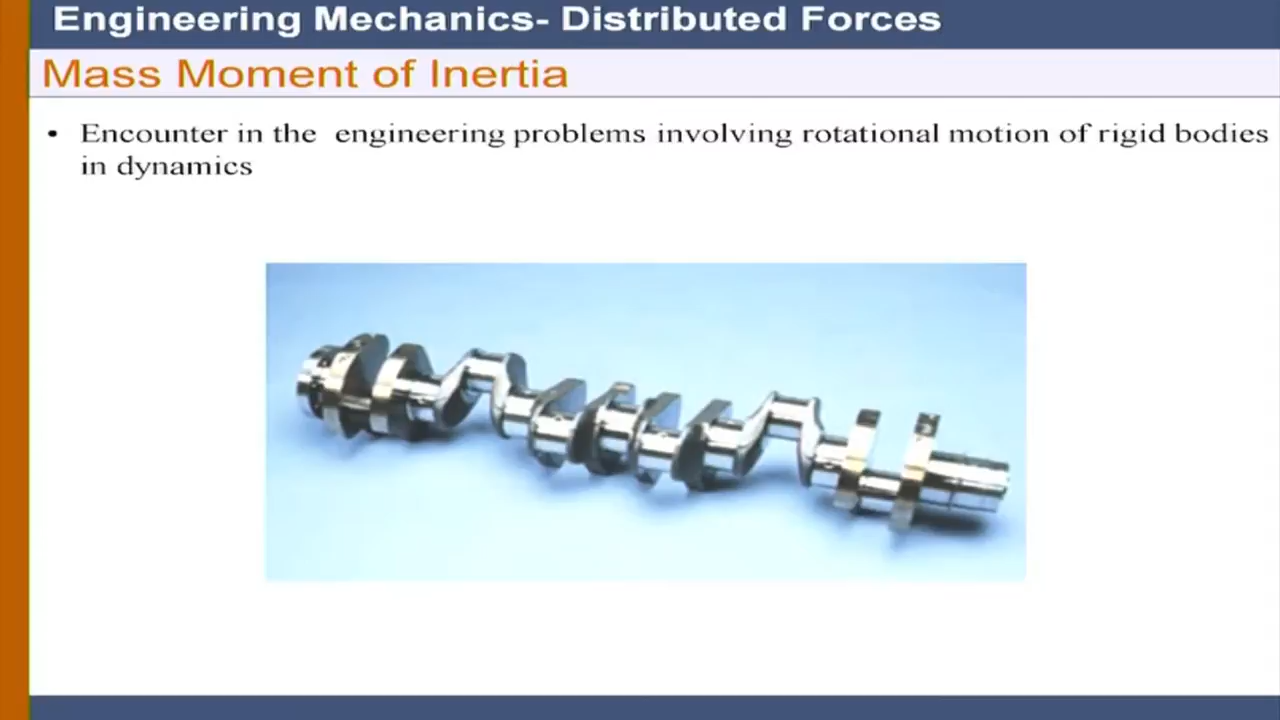 Engineering Mechanics- Distributed Forces
Mass Moment of Inertia
• Encounter in the engineering problems involving rotational motion of rigid bodies
in dynamics